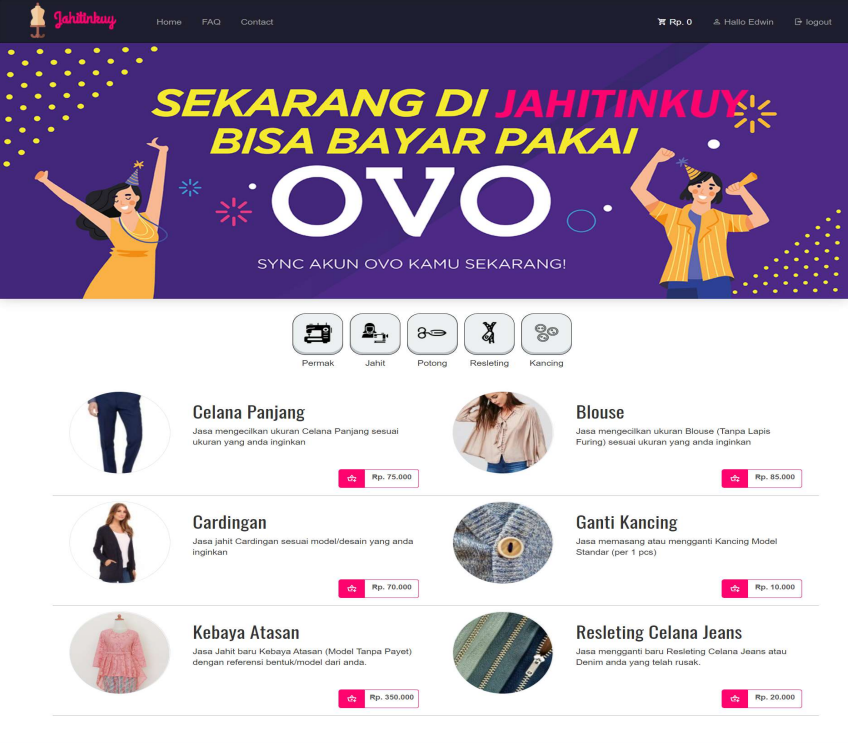 Jahitinkuy
Home FAQ Contact
Rp. 0 Hallo Edwin logout
SEKARANG DI JAHITINKUY
BISA BAYAR PAKAI
OVO
SYNC AKUN OVO KAMU SEKARANG!
Permak Jahit Potong Resleting Kancing
Celana Panjang
Jasa mengecilkan ukuran Celana Panjang sesuai
ukuran yang anda inginkan
Rp. 75.000
Blouse
Jasa mengecilkan ukuran Blouse (Tanpa Lapis
Furing) sesuai ukuran yang anda inginkan
Rp. 85.000
Cardingan
Jasa jahit Cardingan sesuai model/desain yang anda
inginkan
Rp. 70.000
Ganti Kancing
Jasa memasang atau mengganti Kancing Model
Standar (per 1 pcs)
Rp. 10.000
Kebaya Atasan
Jasa Jahit baru Kebaya Atasan (Model Tanpa Payet)
dengan referensi bentuk/model dari anda.
Rp. 350.000
Resleting Celana Jeans
Jasa mengganti baru Resleting Celana Jeans atau
Denim anda yang telah rusak.
Rp. 20.000